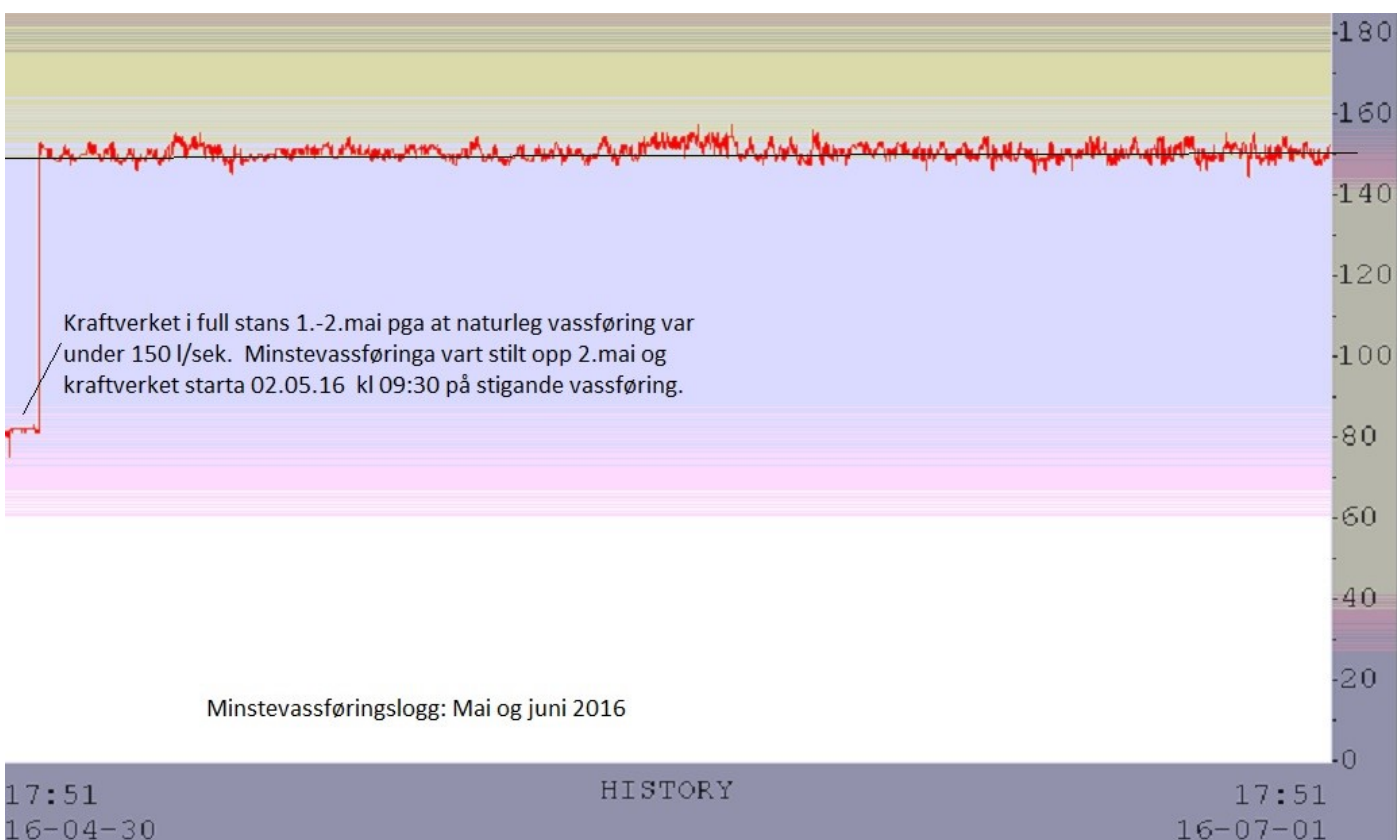 180
160
140
120
100
80
60
40
20
0
Kraftverket i full stans 1.-2.mai pga at naturleg vassføring var
under 150 l/sek.  Minstevassføringa vart stilt opp 2.mai og
kraftverket starta 02.05.16  kl 09:30 på stigande vassføring.
Minstevassføringslogg: Mai og juni 2016
17:51 HISTORY 17:51
16-04-30 16-07-01